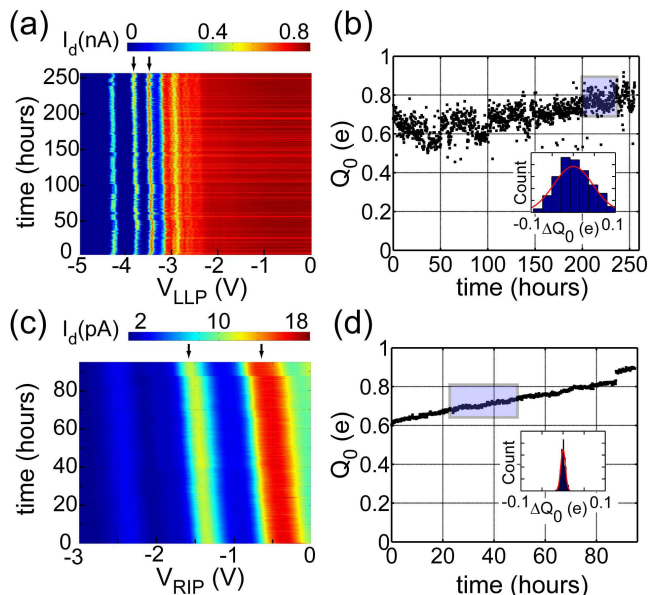 (a) I_d(nA) 0 0.4 0.8
250
200
150
100
50
0
time (hours)
-5 -4 -3 -2 -1 0
V_LLP (V)
(b)
1
0.8
0.6
0.4
0.2
0
Q_0 (e)
Count
-0.1 0.1
ΔQ_0 (e)
0 50 100 150 200 250
time (hours)
(c) I_d(pA) 2 10 18
80
60
40
20
0
time (hours)
-3 -2 -1 0
V_RIP (V)
(d)
1
0.8
0.6
0.4
0.2
0
Q_0 (e)
Count
-0.1 0.1
ΔQ_0 (e)
0 20 40 60 80
time (hours)